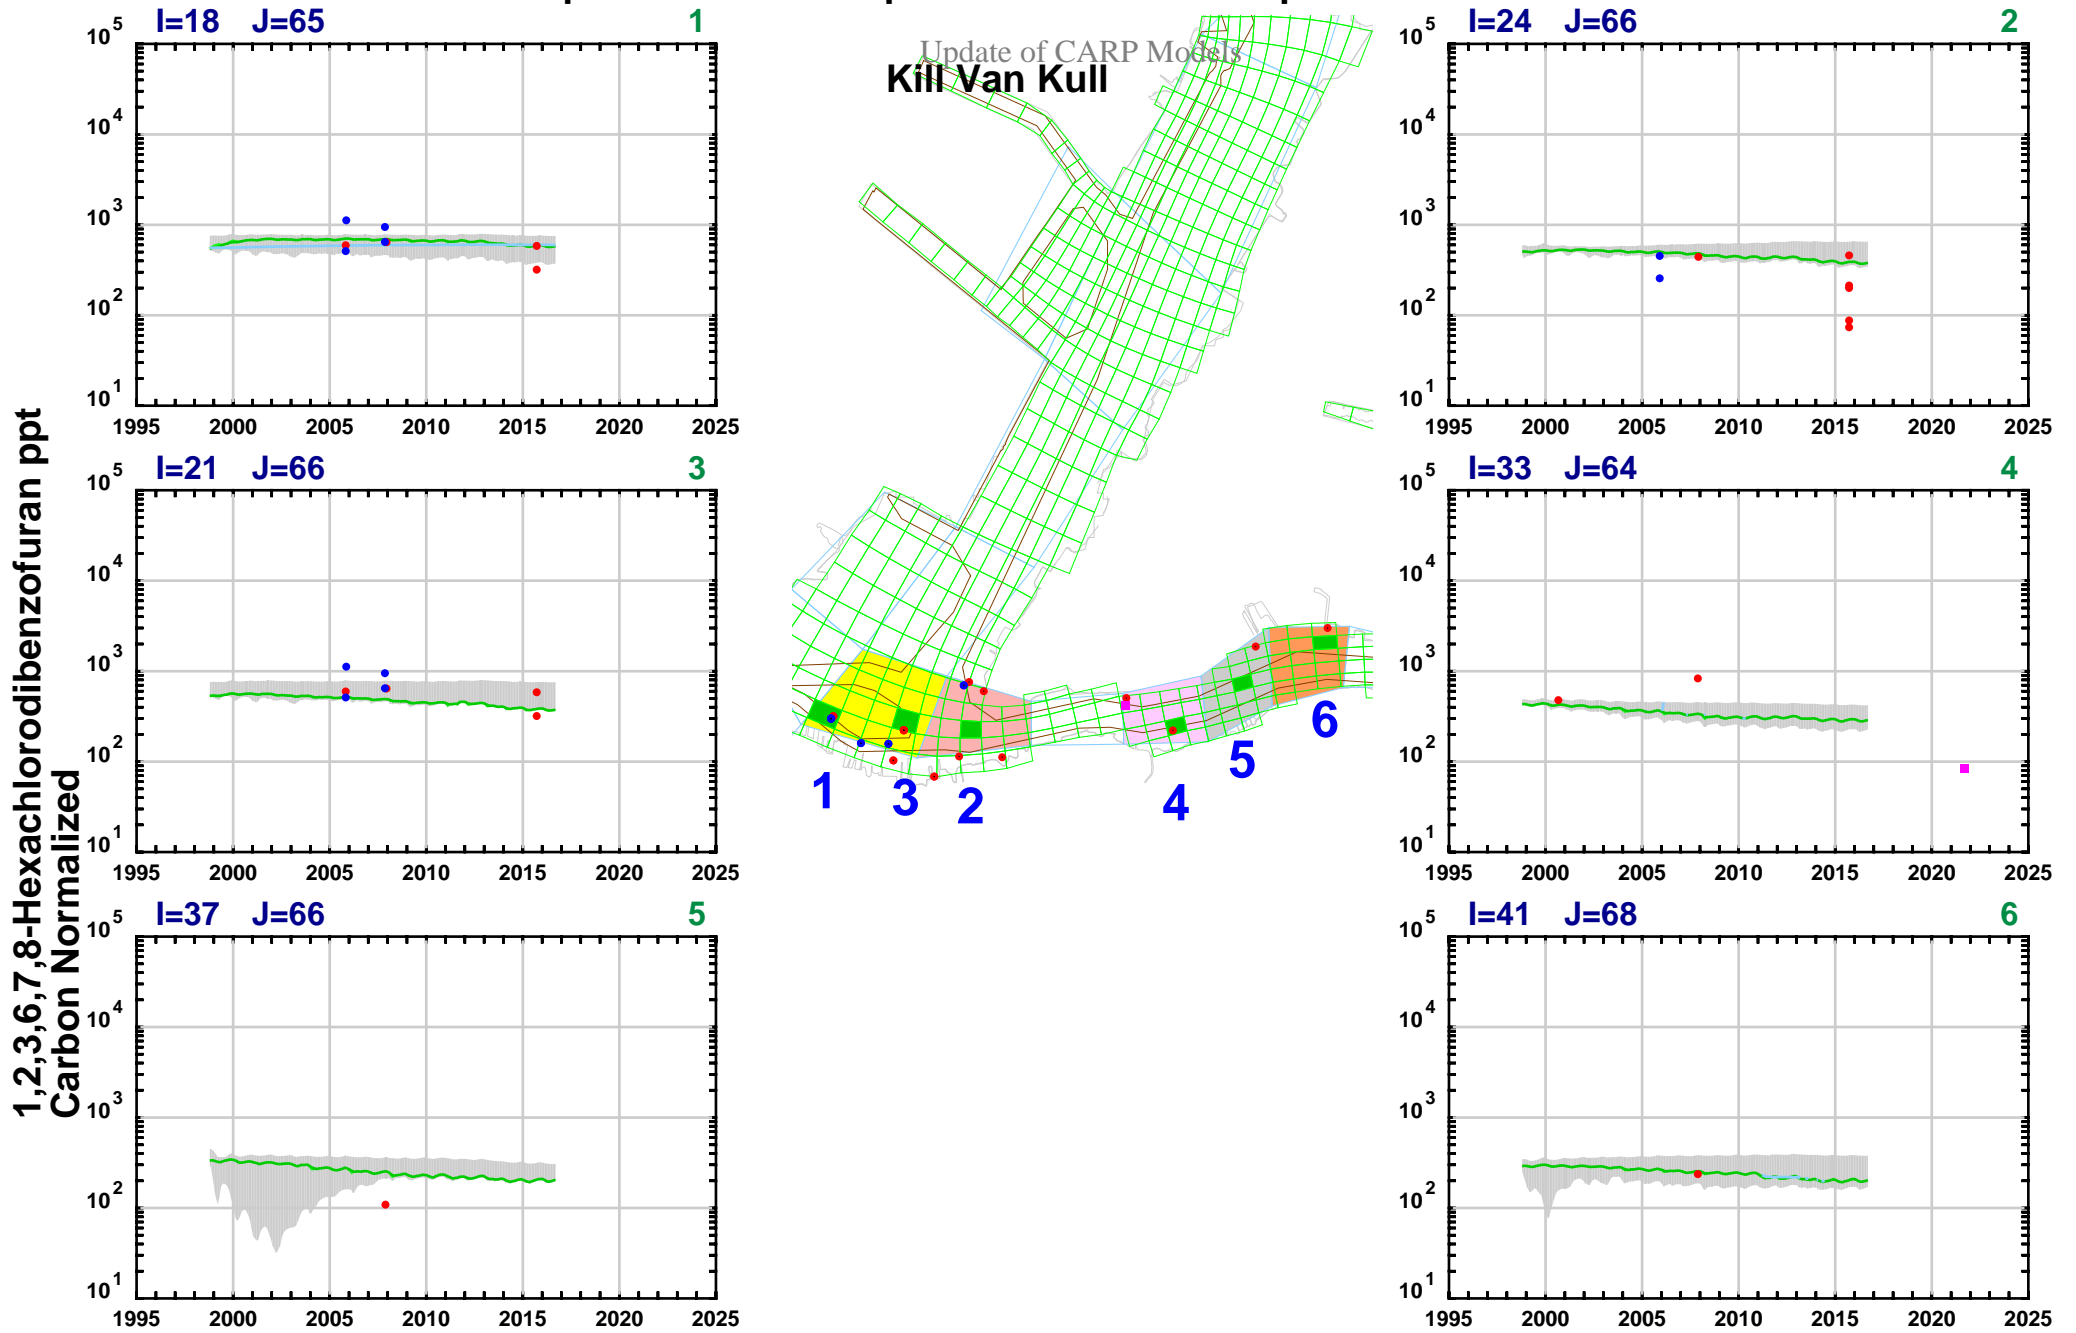 I=18 J=65 1
10^5
10^4
10^3
10^2
10^1
1995 2000 2005 2010 2015 2020 2025
Update of CARP Models
Kill Van Kull
I=24 J=66 2
10^5
10^4
10^3
10^2
10^1
1995 2000 2005 2010 2015 2020 2025
1,2,3,6,7,8-Hexachlorodibenzofuran ppt
Carbon Normalized
I=21 J=66 3
10^5
10^4
10^3
10^2
10^1
1995 2000 2005 2010 2015 2020 2025
I=33 J=64 4
10^5
10^4
10^3
10^2
10^1
1995 2000 2005 2010 2015 2020 2025
1 3 2 4 5 6
I=37 J=66 5
10^5
10^4
10^3
10^2
10^1
1995 2000 2005 2010 2015 2020 2025
I=41 J=68 6
10^5
10^4
10^3
10^2
10^1
1995 2000 2005 2010 2015 2020 2025